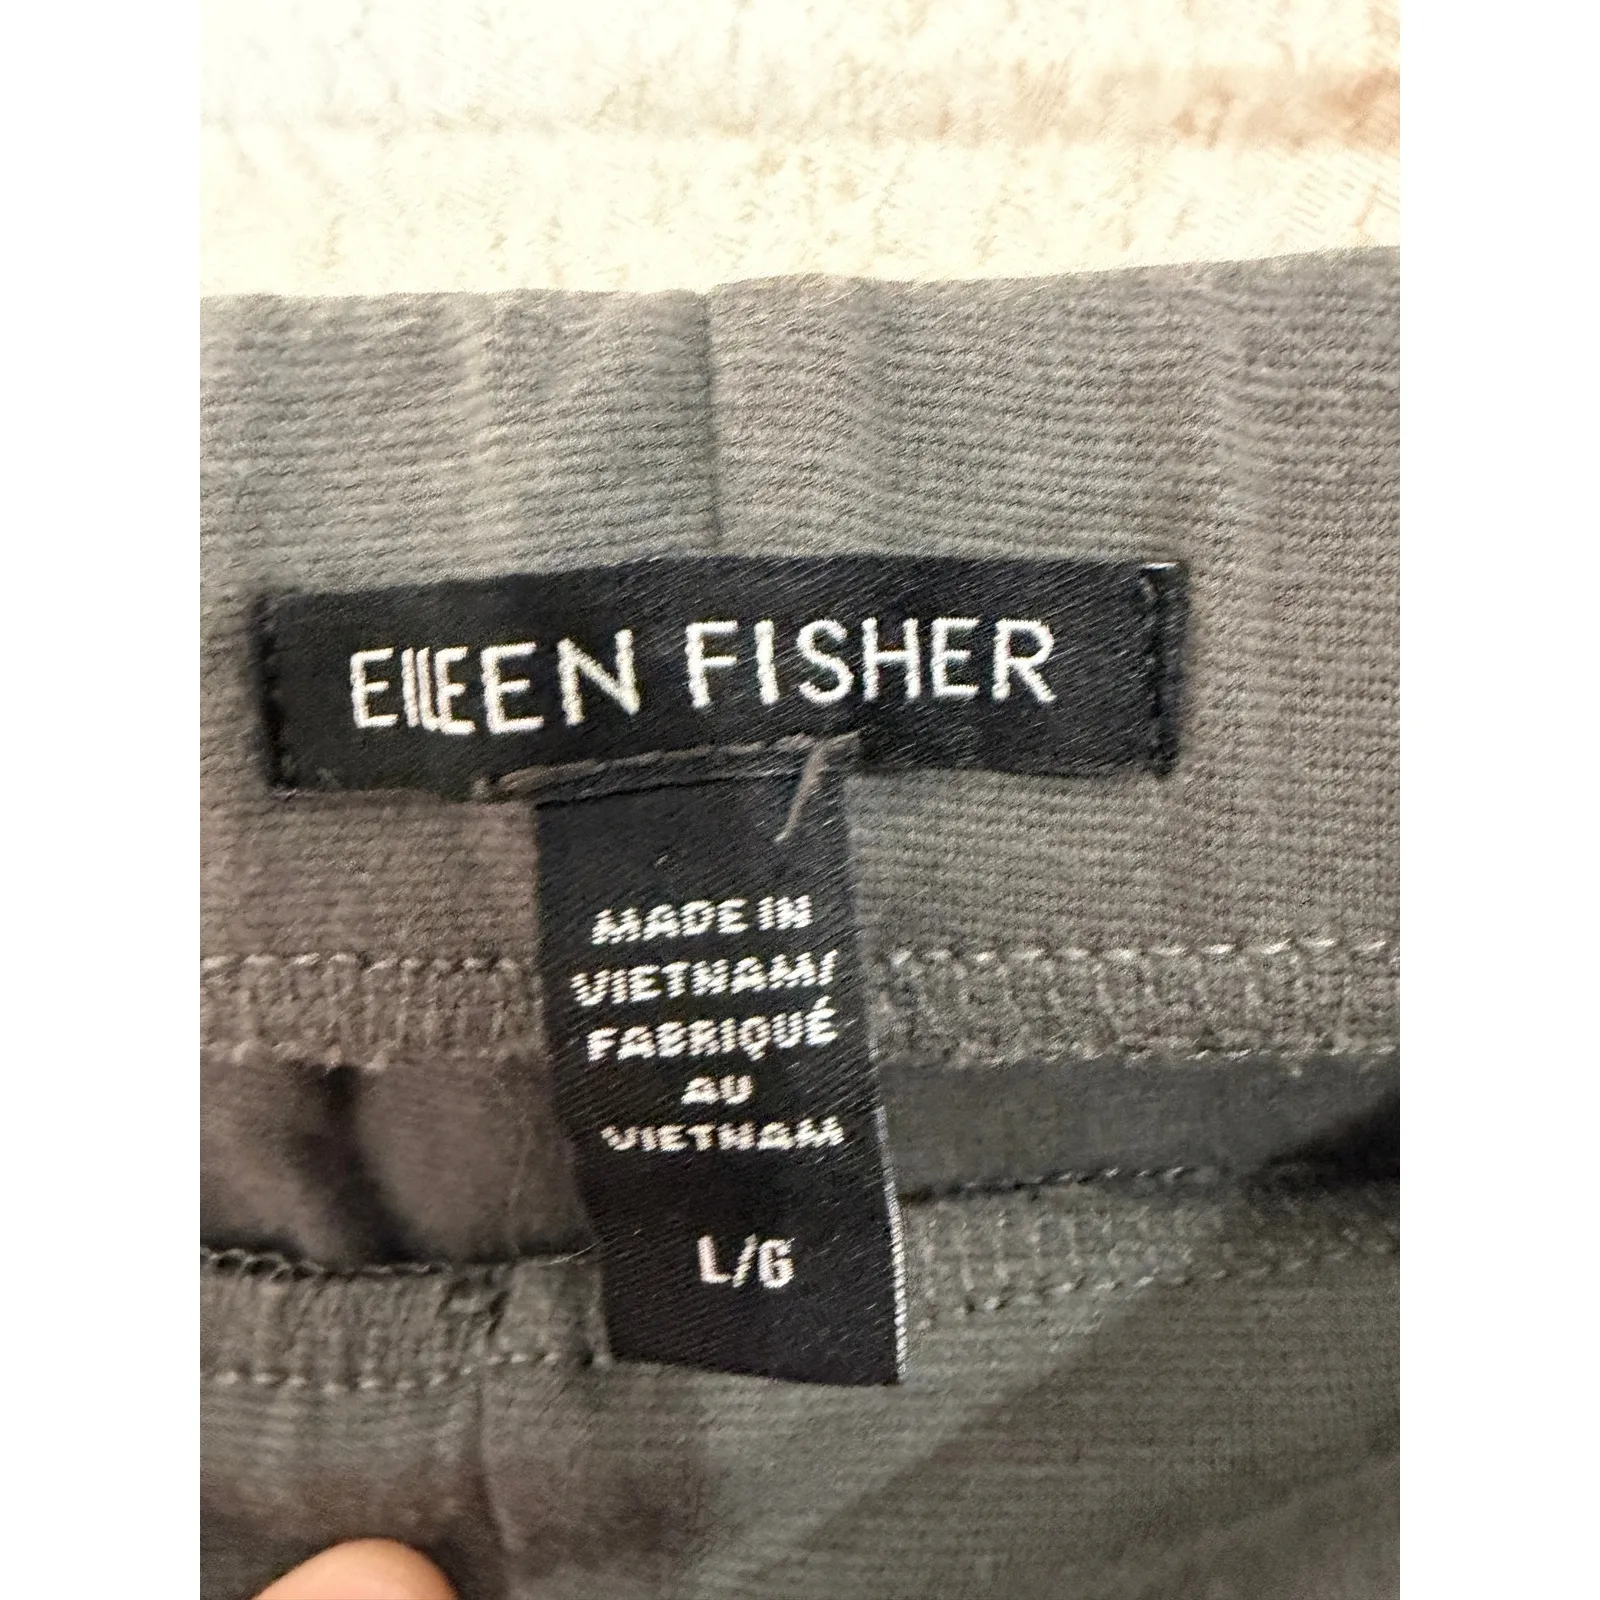 EILEEN FISHER
MADE IN
VIETNAM/
FABRIQUÉ
AU
VIETNAM
L/G